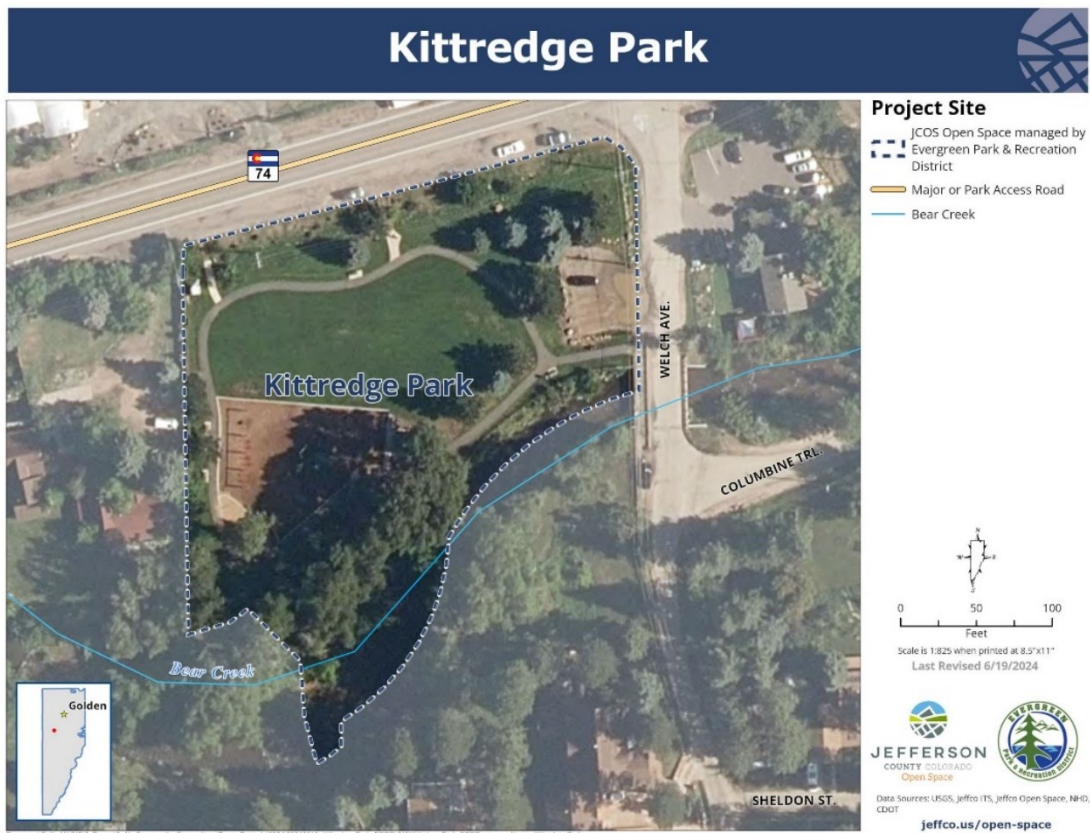 Kittredge Park
74
Kittredge Park
WELCH AVE.
COLUMBINE TRL.
Bear Creek
Golden
SHELDON ST.
Project Site
JCOS Open Space managed by
Evergreen Park & Recreation
District
Major or Park Access Road
Bear Creek
N
0 50 100
Feet
Scale is 1:825 when printed at 8.5"x11"
Last Revised 6/19/2024
JEFFERSON
COUNTY COLORADO
Open Space
EVERGREEN
Park & Recreation District
Data Sources: USGS, Jeffco ITS, Jeffco Open Space, NHD,
CDOT
jeffco.us/open-space